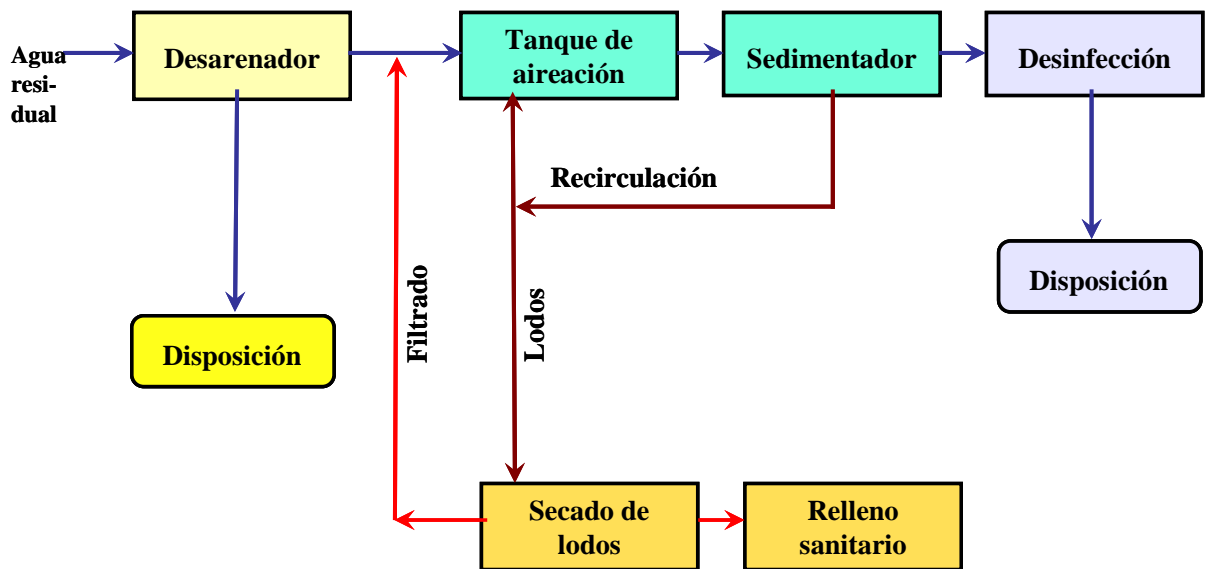 Agua
resi-
dual
Desarenador
Tanque de
aireación
Sedimentador
Desinfección
Recirculación
Filtrado
Lodos
Disposición
Disposición
Secado de
lodos
Relleno
sanitario